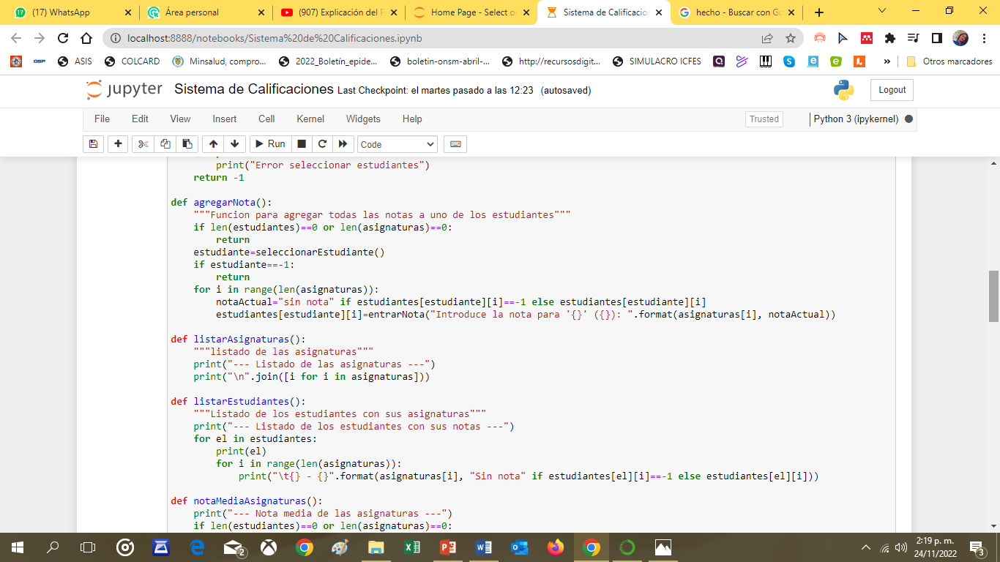 (17) WhatsApp
Área personal
(907) Explicación del P
Home Page - Select o
Sistema de Calificacion
hecho - Buscar con Go
localhost:8888/notebooks/Sistema%20de%20Calificaciones.ipynb
ASIS
COLCARD
Minsalud, compro...
2022_Boletín_epide...
boletin-onsm-abril-...
http://recursosdigit...
SIMULACRO ICFES
»
Otros marcadores
jupyter Sistema de Calificaciones Last Checkpoint: el martes pasado a las 12:23 (autosaved)
Logout
File Edit View Insert Cell Kernel Widgets Help
Trusted
Python 3 (ipykernel)
Run
Code
print("Error seleccionar estudiantes")
return -1
def agregarNota():
"""Funcion para agregar todas las notas a uno de los estudiantes"""
if len(estudiantes)==0 or len(asignaturas)==0:
return
estudiante=seleccionarEstudiante()
if estudiante==-1:
return
for i in range(len(asignaturas)):
notaActual="sin nota" if estudiantes[estudiante][i]==-1 else estudiantes[estudiante][i]
estudiantes[estudiante][i]=entrarNota("Introduce la nota para '{}' ({}): ".format(asignaturas[i], notaActual))
def listarAsignaturas():
"""listado de las asignaturas"""
print("--- Listado de las asignaturas ---")
print("\n".join([i for i in asignaturas]))
def listarEstudiantes():
"""Listado de los estudiantes con sus asignaturas"""
print("--- Listado de los estudiantes con sus notas ---")
for el in estudiantes:
print(el)
for i in range(len(asignaturas)):
print("\t{} - {}".format(asignaturas[i], "Sin nota" if estudiantes[el][i]==-1 else estudiantes[el][i]))
def notaMediaAsignaturas():
print("--- Nota media de las asignaturas ---")
if len(estudiantes)==0 or len(asignaturas)==0:
2:19 p. m.
24/11/2022